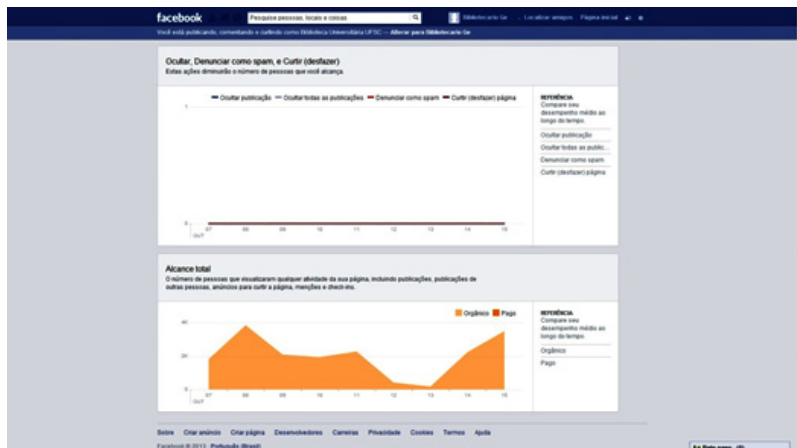 facebook
Pesquise pessoas, locais e coisas
Bibliotecario Ge
Localizar amigos
Página inicial
Você está publicando, comentando e curtindo como Biblioteca Universitária UFSC — Alterar para Bibliotecario Ge
Ocultar, Denunciar como spam, e Curtir (desfazer)
Estas ações diminuirão o número de pessoas que você alcança.
Ocultar publicação
Ocultar todas as publicações
Denunciar como spam
Curtir (desfazer) página
1
0
07 08 09 10 11 12 13 14 15
OUT
REFERÊNCIA
Compare seu
desempenho médio ao
longo do tempo.
Ocultar publicação
Ocultar todas as public...
Denunciar como spam
Curtir (desfazer) página
Alcance total
O número de pessoas que visualizaram qualquer atividade da sua página, incluindo publicações, publicações de
outras pessoas, anúncios para curtir a página, menções e check-ins.
Orgânico
Pago
4K
2K
0
07 08 09 10 11 12 13 14 15
OUT
REFERÊNCIA
Compare seu
desempenho médio ao
longo do tempo.
Orgânico
Pago
Sobre Criar anúncio Criar página Desenvolvedores Carreiras Privacidade Cookies Termos Ajuda
Facebook © 2013 · Português (Brasil)